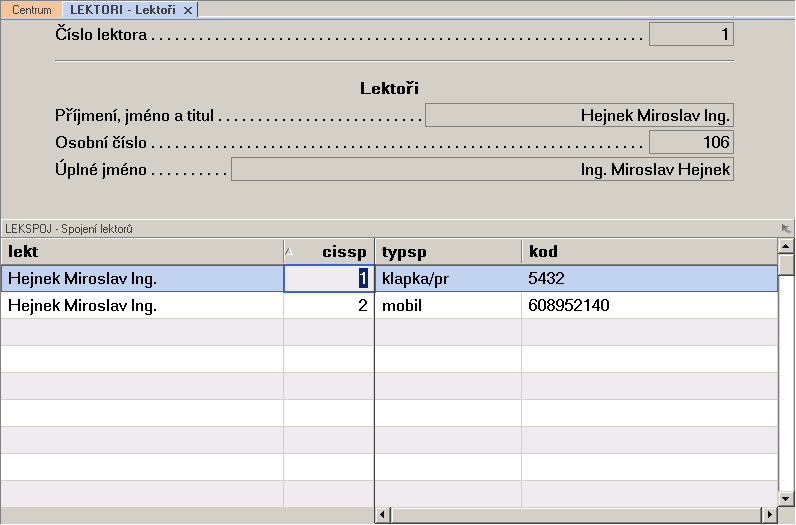 Centrum LEKTORI - Lektoři ×
Číslo lektora . . . . . . . . . . . . . . . . . . . . . . . . . . . . . . . . . . . . . . . . . . . . . . . . . . . . . . . . . . . . 1
Lektoři
Příjmení, jméno a titul . . . . . . . . . . . . . . . . . . . . . . . . . Hejnek Miroslav Ing.
Osobní číslo . . . . . . . . . . . . . . . . . . . . . . . . . . . . . . . . . . . . . . . . . . . . . . . . . . . . . . . . . . . . 106
Úplné jméno . . . . . . . . . . Ing. Miroslav Hejnek
LEKSPOJ - Spojení lektorů
lekt cissp typsp kod
Hejnek Miroslav Ing. 1 klapka/pr 5432
Hejnek Miroslav Ing. 2 mobil 608952140